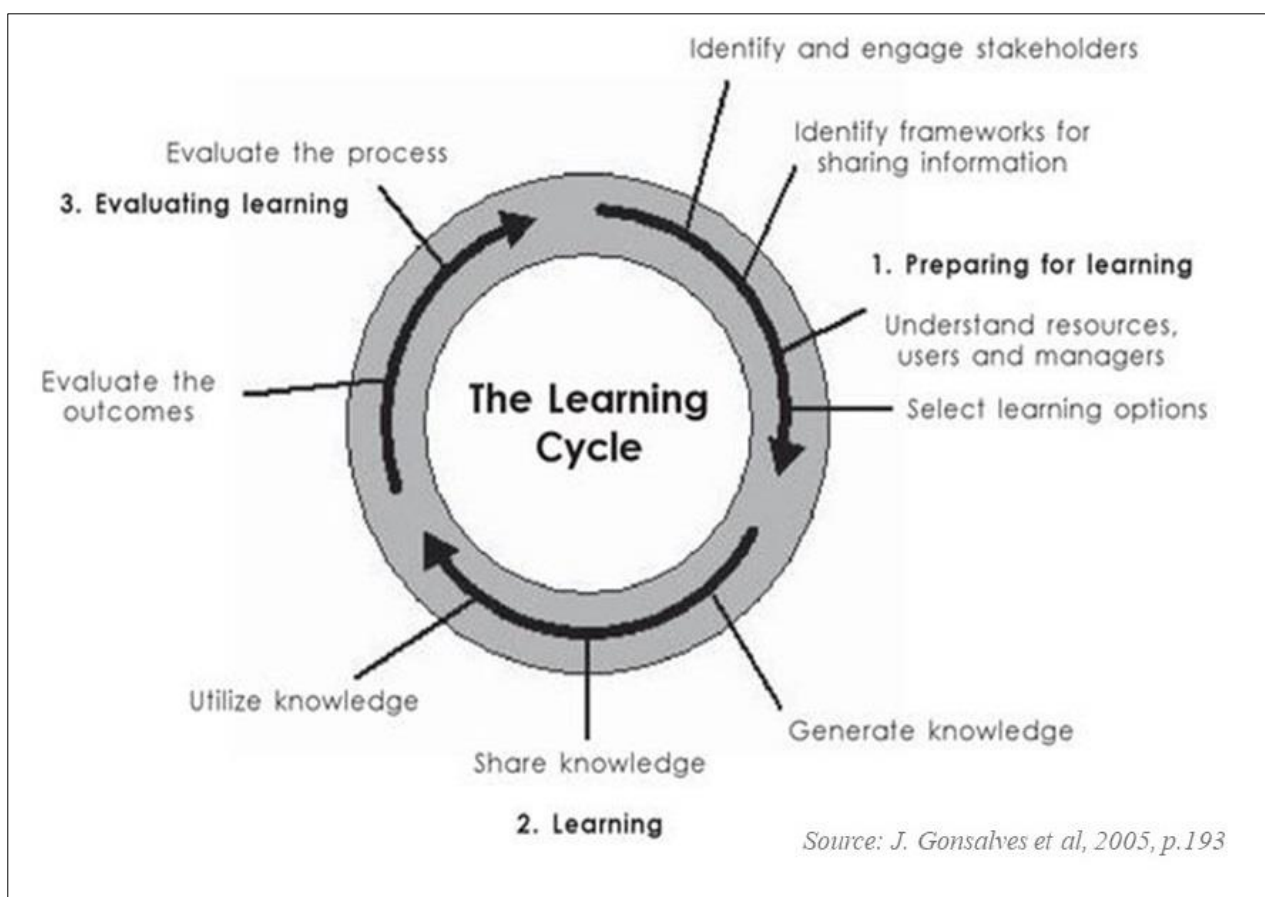 Identify and engage stakeholders
Identify frameworks for
sharing information
1. Preparing for learning
Understand resources,
users and managers
Select learning options
Generate knowledge
Share knowledge
2. Learning
Utilize knowledge
Evaluate the
outcomes
3. Evaluating learning
Evaluate the process
The Learning
Cycle
Source: J. Gonsalves et al, 2005, p.193